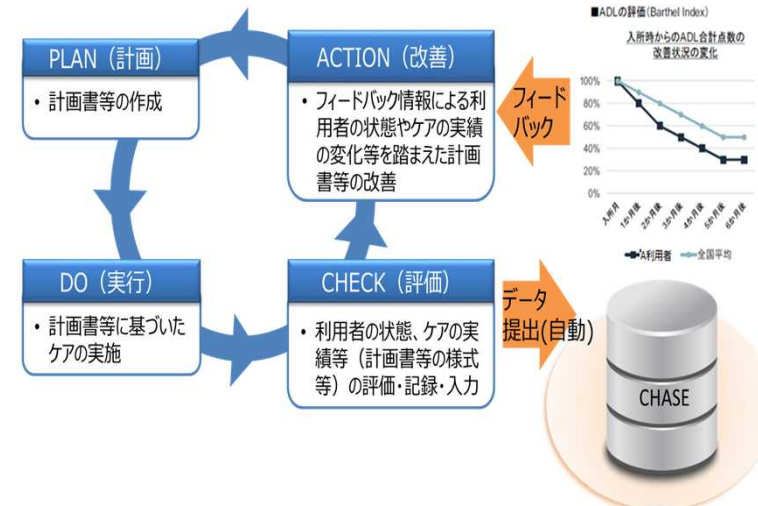 ■ADLの評価(Barthel Index)
入所時からのADL合計点数の
改善状況の変化
100%
80%
60%
40%
20%
0%
入所月
1か月後
2か月後
3か月後
4か月後
5か月後
6か月後
A利用者
全国平均
PLAN（計画）
• 計画書等の作成
ACTION（改善）
• フィードバック情報による利
用者の状態やケアの実績
の変化等を踏まえた計画
書等の改善
フィード
バック
DO（実行）
• 計画書等に基づいた
ケアの実施
CHECK（評価）
• 利用者の状態、ケアの実
績等（計画書等の様式
等）の評価・記録・入力
データ
提出(自動)
CHASE